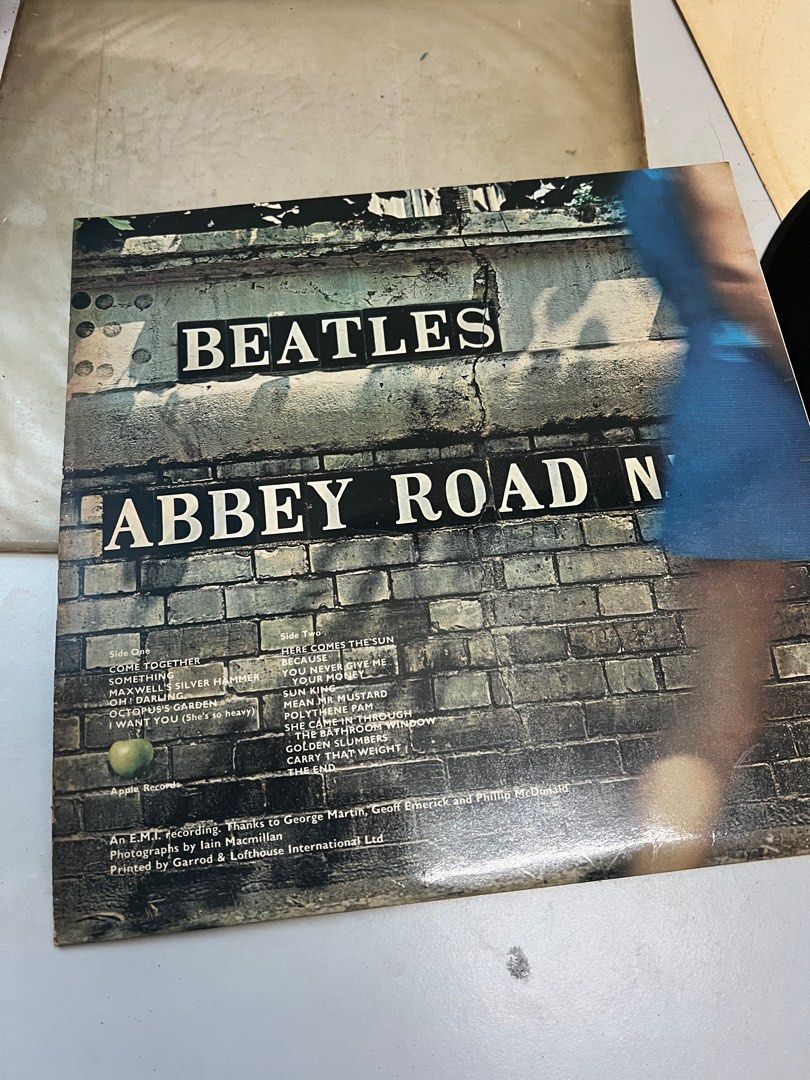 BEATLES
ABBEY ROAD N
Side One
COME TOGETHER
SOMETHING
MAXWELL'S SILVER HAMMER
OH! DARLING
OCTOPUS'S GARDEN
I WANT YOU (She's so heavy)
Side Two
HERE COMES THE SUN
BECAUSE
YOU NEVER GIVE ME
YOUR MONEY
SUN KING
MEAN MR MUSTARD
POLYTHENE PAM
SHE CAME IN THROUGH
THE BATHROOM WINDOW
GOLDEN SLUMBERS
CARRY THAT WEIGHT
THE END
Apple Records
An E.M.I. recording. Thanks to George Martin, Geoff Emerick and Phillip McDonald
Photographs by Iain Macmillan
Printed by Garrod & Lofthouse International Ltd